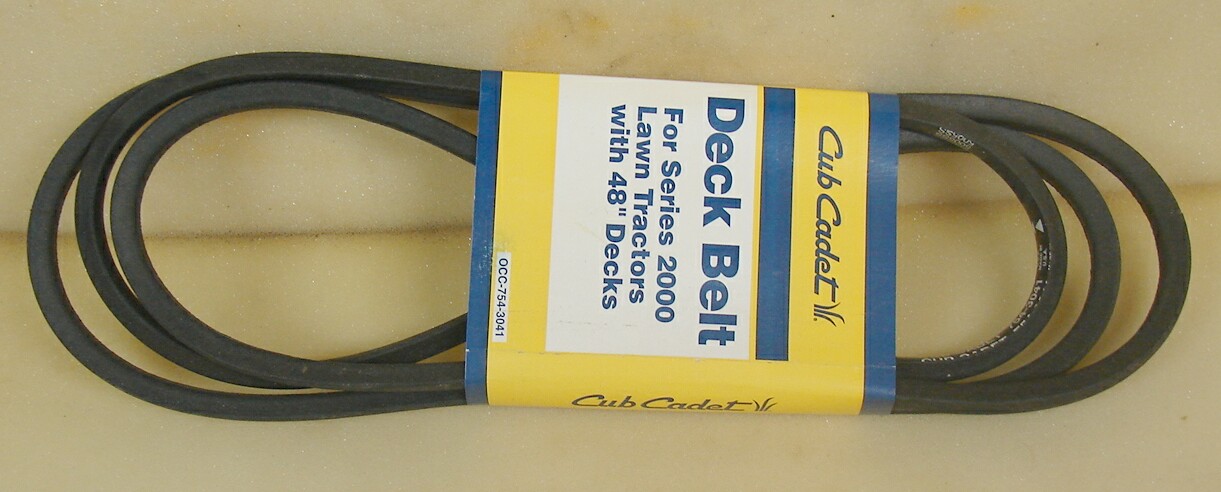 Cub Cadet
Deck Belt
For Series 2000
Lawn Tractors
with 48" Decks
OCC-754-3041
Cub Cadet